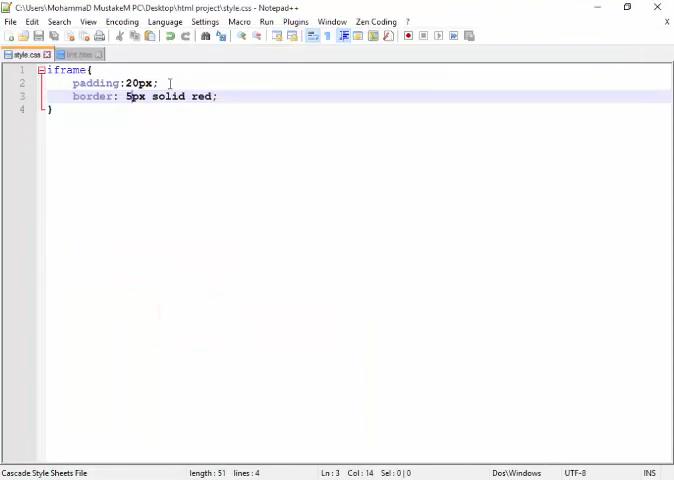 C:\Users\MohammaD MustakeM PC\Desktop\html project\style.css - Notepad++
File Edit Search View Encoding Language Settings Macro Run Plugins Window Zen Coding ?
style.css
1 iframe{
2 padding:20px;
3 border: 5px solid red;
4 }
Cascade Style Sheets File length : 51 lines : 4 Ln : 3 Col : 14 Sel : 0 | 0 Dos\Windows UTF-8 INS